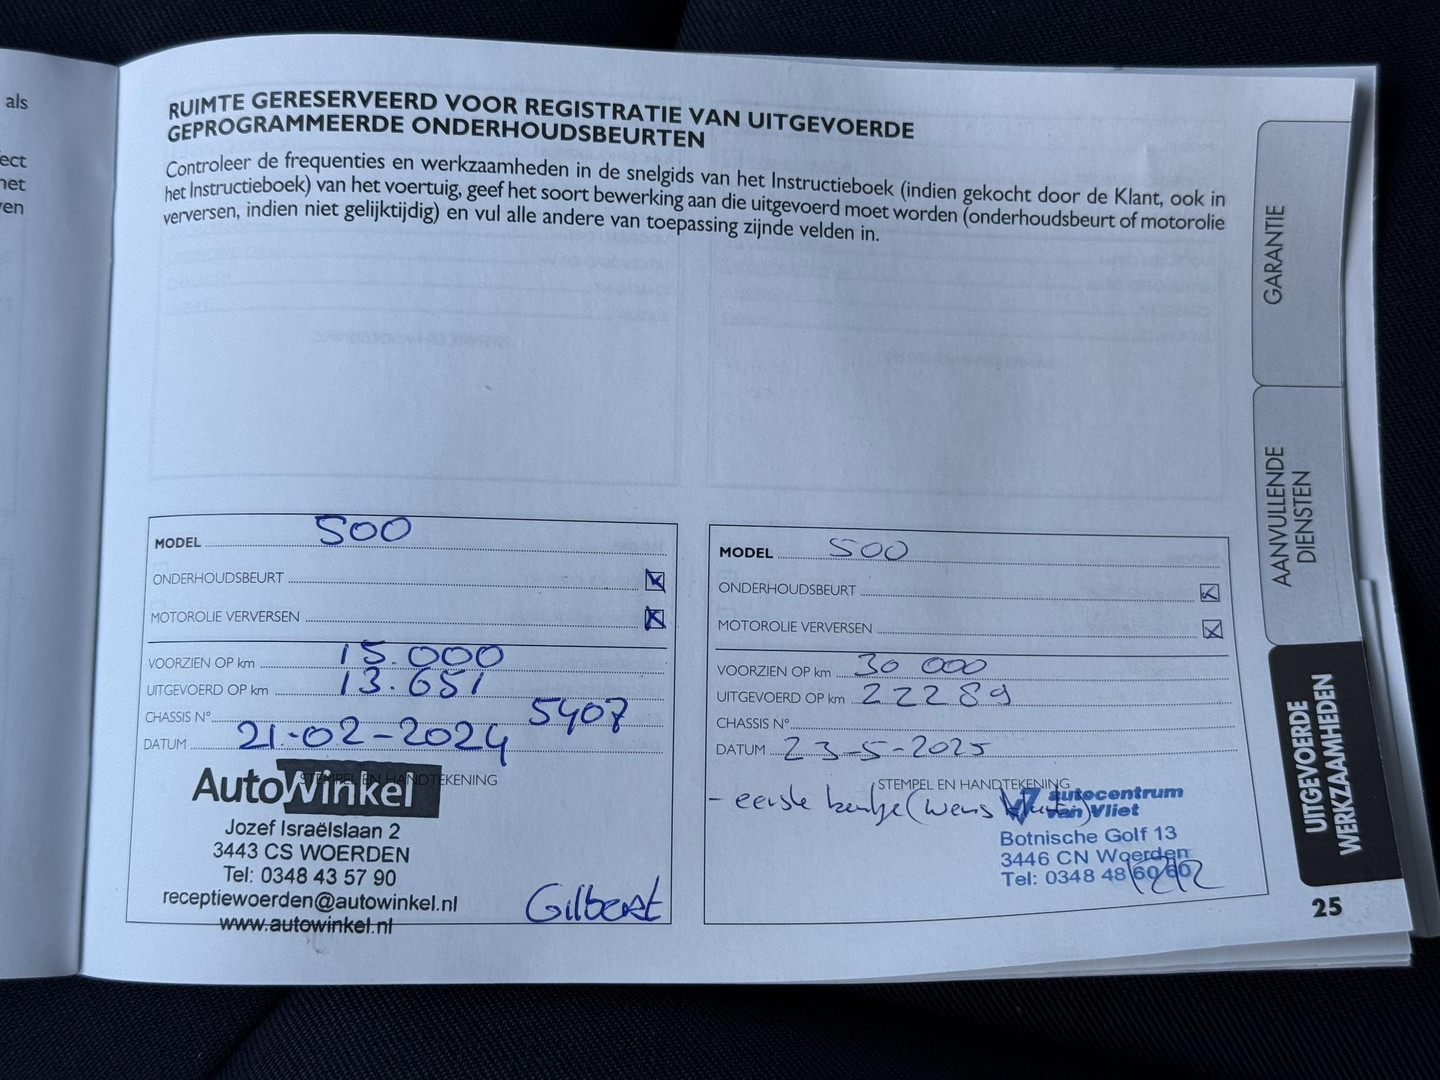 als
ect
net
ven
RUIMTE GERESERVEERD VOOR REGISTRATIE VAN UITGEVOERDE
GEPROGRAMMEERDE ONDERHOUDSBEURTEN
Controleer de frequenties en werkzaamheden in de snelgids van het Instructieboek (indien gekocht door de Klant, ook in
het Instructieboek) van het voertuig, geef het soort bewerking aan die uitgevoerd moet worden (onderhoudsbeurt of motorolie
verversen, indien niet gelijktijdig) en vul alle andere van toepassing zijnde velden in.
MODEL 500
ONDERHOUDSBEURT
MOTOROLIE VERVERSEN
VOORZIEN OP km 15.000
UITGEVOERD OP km 13.651
CHASSIS N° 5407
DATUM 21-02-2024
STEMPEL EN HANDTEKENING
AutoWinkel
Jozef Israëlslaan 2
3443 CS WOERDEN
Tel: 0348 43 57 90
receptiewoerden@autowinkel.nl
www.autowinkel.nl
Gilbert
MODEL 500
ONDERHOUDSBEURT
MOTOROLIE VERVERSEN
VOORZIEN OP km 30 000
UITGEVOERD OP km 22289
CHASSIS N°
DATUM 23-5-2025
STEMPEL EN HANDTEKENING
- eerste (wens
autocentrum
van Vliet
Botnische Golf 13
3446 CN Woerden
Tel: 0348 48 60 60
GARANTIE
AANVULLENDE
DIENSTEN
UITGEVOERDE
WERKZAAMHEDEN
25